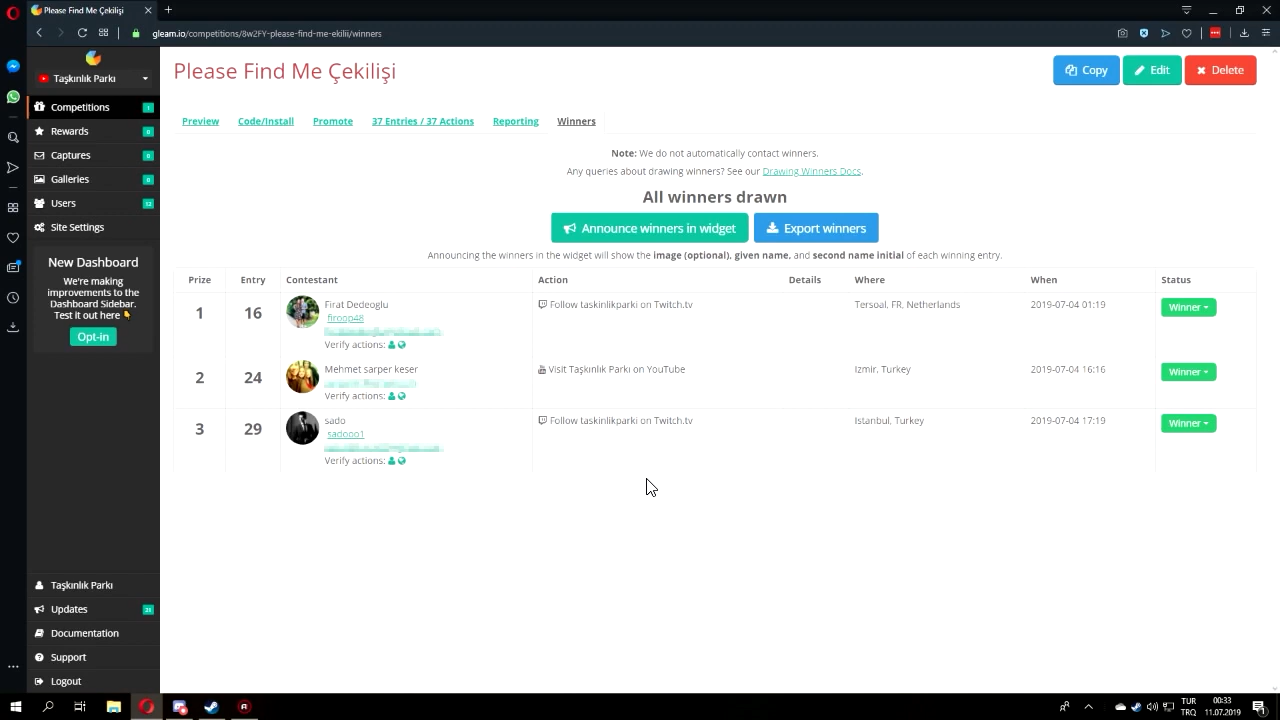 Please Find Me Çekilişi
gleam.io/competitions/8w2FY-please-find-me-ekilii/winners
Taşkınlık Pa
Competitions 1
Rewards 0
Captures 0
Galleries 0
Users 12
Site Settings
New Dashboard
We're making
improvements to the
Dashboard Sidebar.
Test it out here 👇
Opt-in
Taşkınlık Parkı
Updates
Documentation
Support
Logout
Please Find Me Çekilişi
Copy Edit Delete
Preview Code/Install Promote 37 Entries / 37 Actions Reporting Winners
Note: We do not automatically contact winners.
Any queries about drawing winners? See our Drawing Winners Docs.
All winners drawn
Announce winners in widget Export winners
Announcing the winners in the widget will show the image (optional), given name, and second name initial of each winning entry.
Prize Entry Contestant Action Details Where When Status
1 16 Firat Dedeoglu Follow taskinlikparki on Twitch.tv Tersoal, FR, Netherlands 2019-07-04 01:19 Winner
firoop48
Verify actions:
2 24 Mehmet sarper keser Visit Taşkınlık Parkı on YouTube Izmir, Turkey 2019-07-04 16:16 Winner
Verify actions:
3 29 sado Follow taskinlikparki on Twitch.tv Istanbul, Turkey 2019-07-04 17:19 Winner
sadooo1
Verify actions:
TUR 00:33
TRQ 11.07.2019